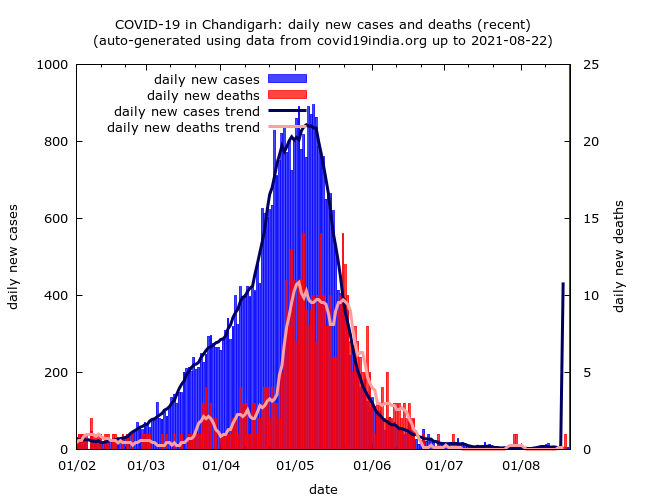 COVID-19 in Chandigarh: daily new cases and deaths (recent)
(auto-generated using data from covid19india.org up to 2021-08-22)
daily new cases
daily new deaths
daily new cases trend
daily new deaths trend
1000
800
600
400
200
0
25
20
15
10
5
0
daily new cases
daily new deaths
01/02 01/03 01/04 01/05 01/06 01/07 01/08
date